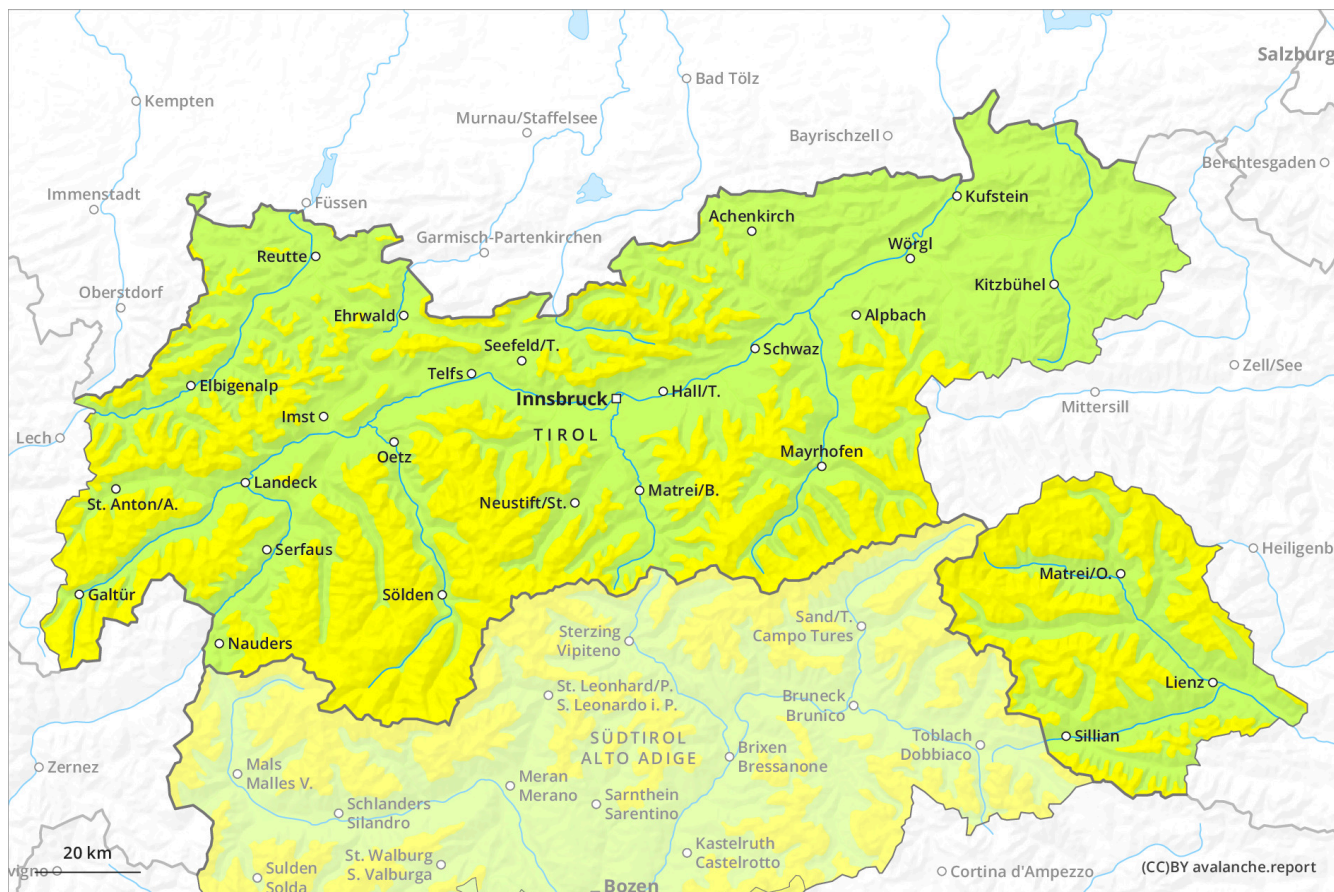 Salzburg
Bad Tölz
Kempten
Murnau/Staffelsee
Bayrischzell
Berchtesgaden
Immenstadt
Füssen
Kufstein
Achenkirch
Garmisch-Partenkirchen
Wörgl
Reutte
Kitzbühel
Oberstdorf
Ehrwald
Alpbach
Seefeld/T.
Schwaz
Zell/See
Telfs
Elbigenalp
Hall/T.
Innsbruck
Mittersill
Imst
TIROL
Lech
Oetz
Mayrhofen
Landeck
Matrei/B.
St. Anton/A.
Neustift/St.
Serfaus
Heiligenb
Matrei/O.
Galtür
Sölden
Sand/T.
Campo Tures
Sterzing
Vipiteno
Nauders
Lienz
St. Leonhard/P.
S. Leonardo i. P.
Bruneck
Brunico
SÜDTIROL
ALTO ADIGE
Toblach
Dobbiaco
Sillian
Brixen
Bressanone
Zernez
Mals
Malles V.
Meran
Merano
Sarnthein
Sarentino
Schlanders
Silandro
Kastelruth
Castelrotto
20 km
St. Walburg
S. Valburga
vigno
Sulden
Solda
Cortina d'Ampezzo
(CC)BY avalanche.report
Bozen